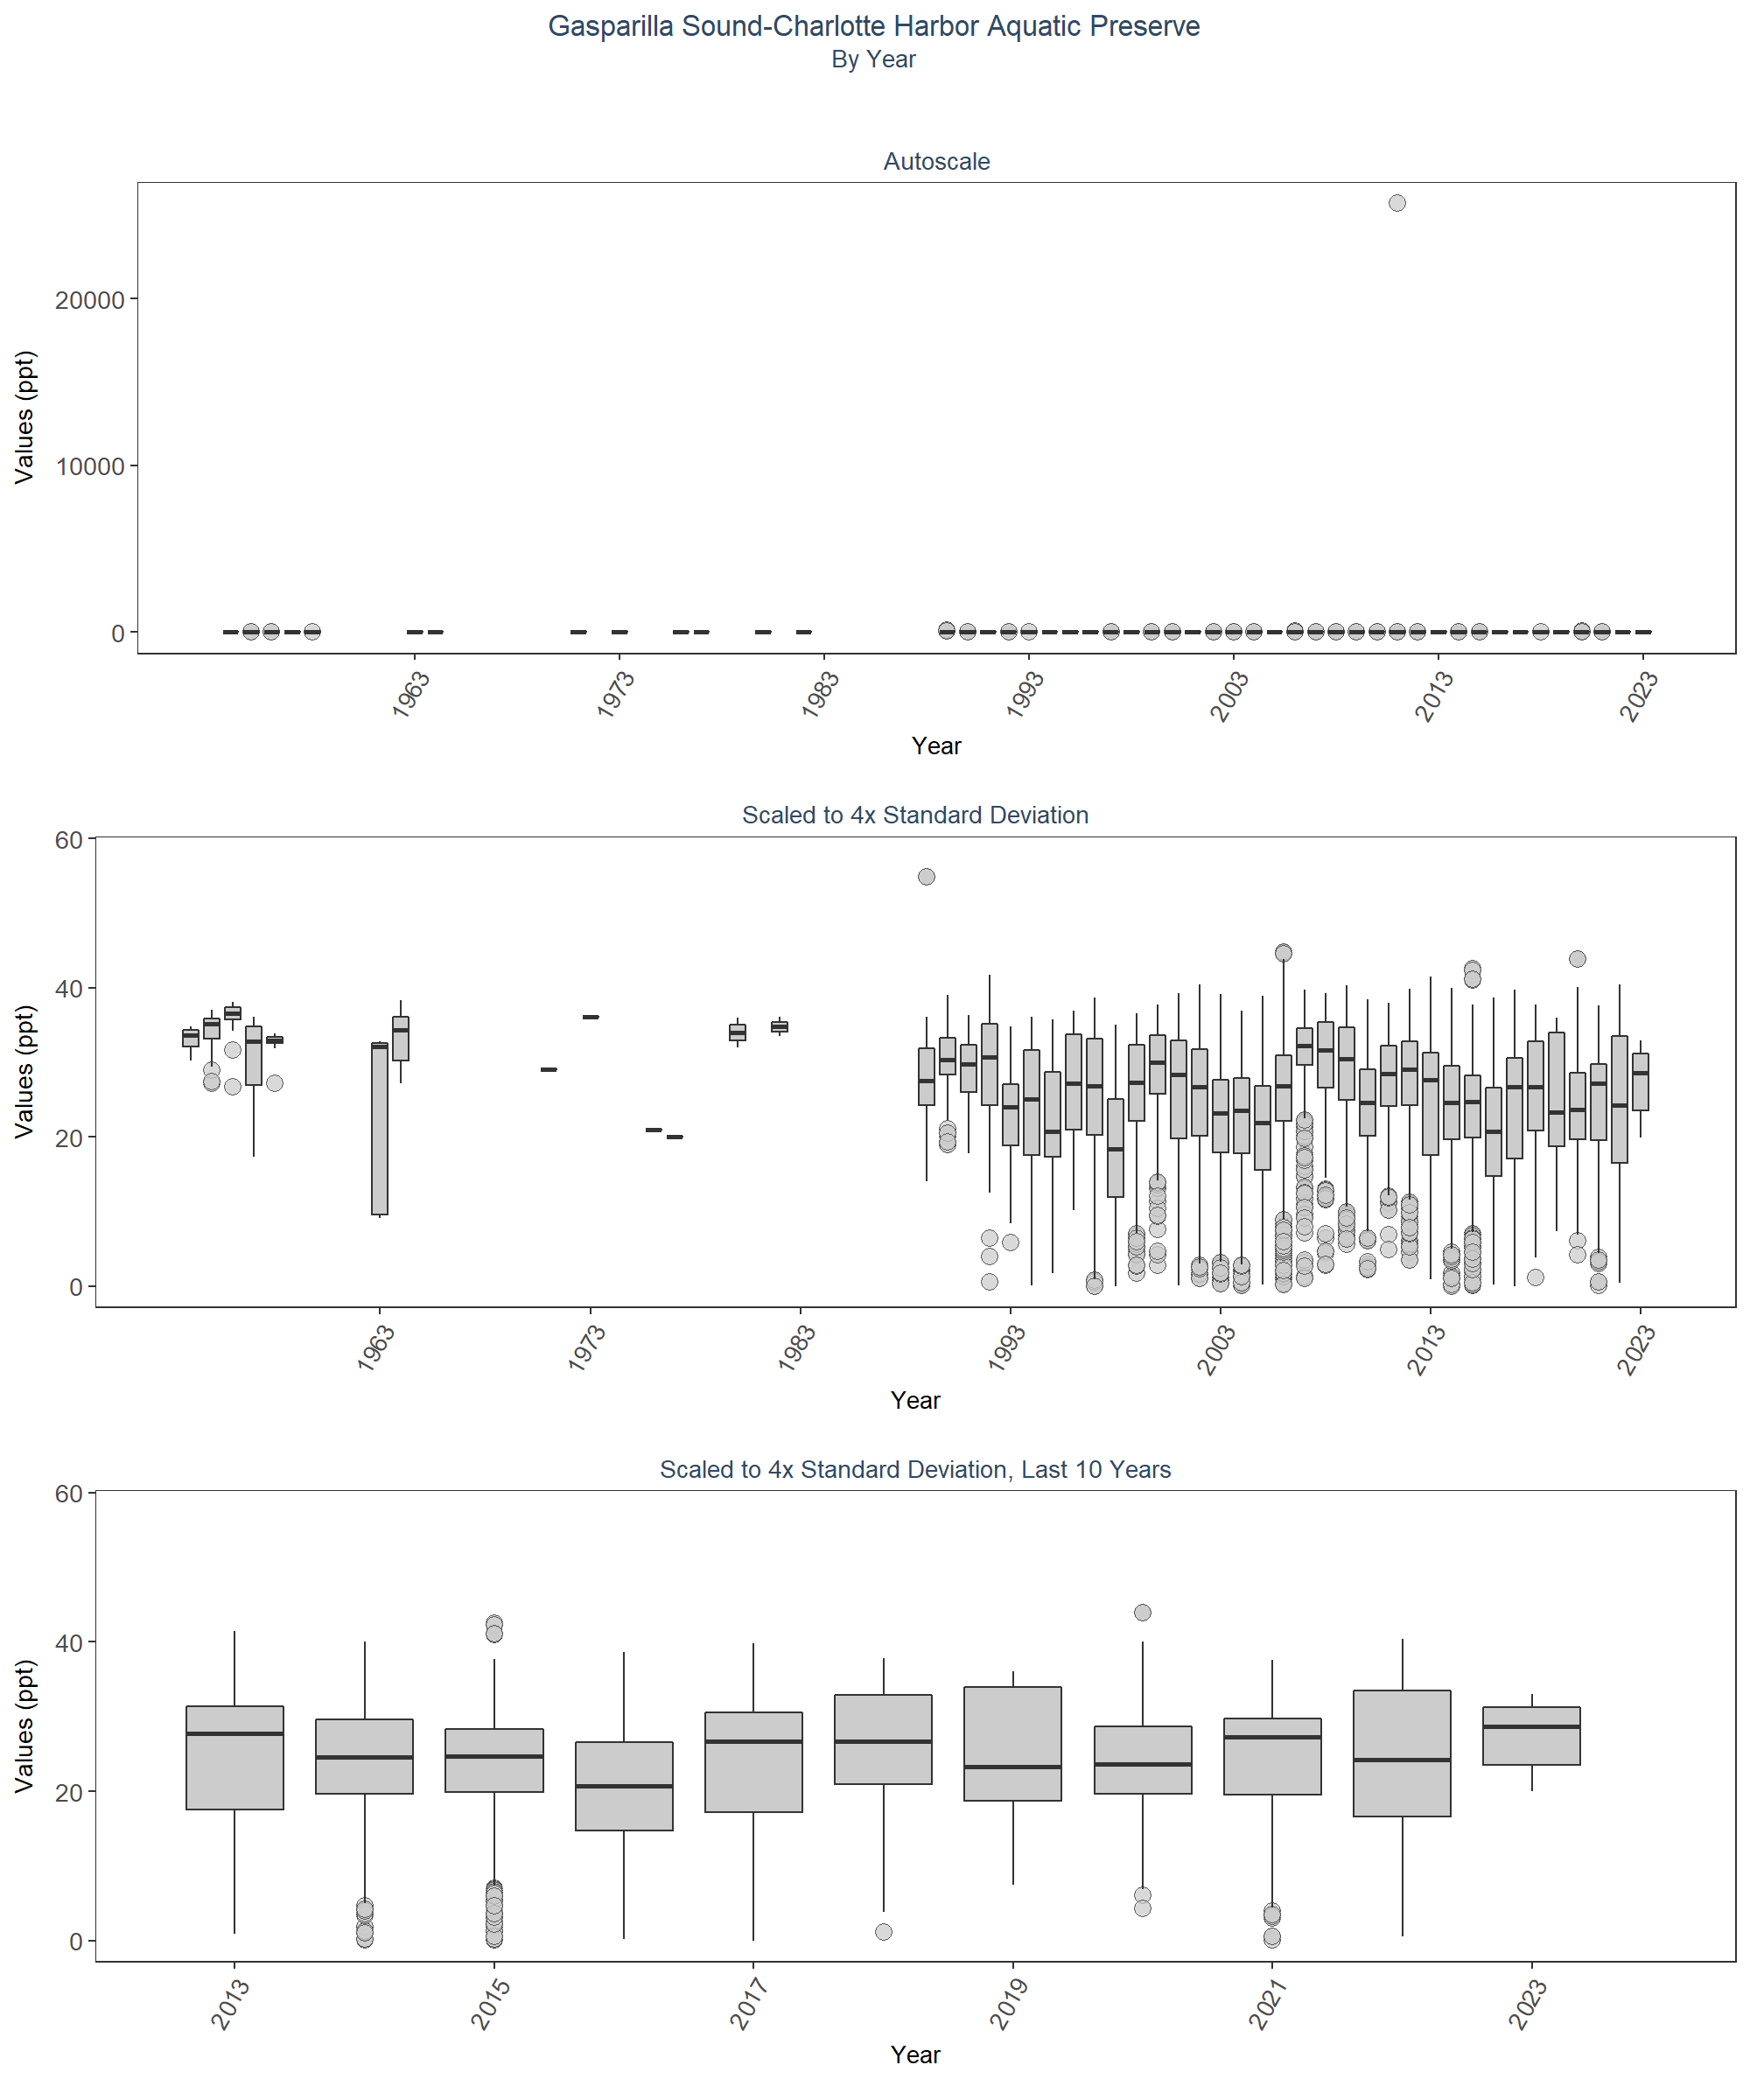 Gasparilla Sound-Charlotte Harbor Aquatic Preserve
By Year
Autoscale
Values (ppt)
20000
10000
0
1963
1973
1983
1993
2003
2013
2023
Year
Scaled to 4x Standard Deviation
Values (ppt)
60
40
20
0
1963
1973
1983
1993
2003
2013
2023
Year
Scaled to 4x Standard Deviation, Last 10 Years
Values (ppt)
60
40
20
0
2013
2015
2017
2019
2021
2023
Year